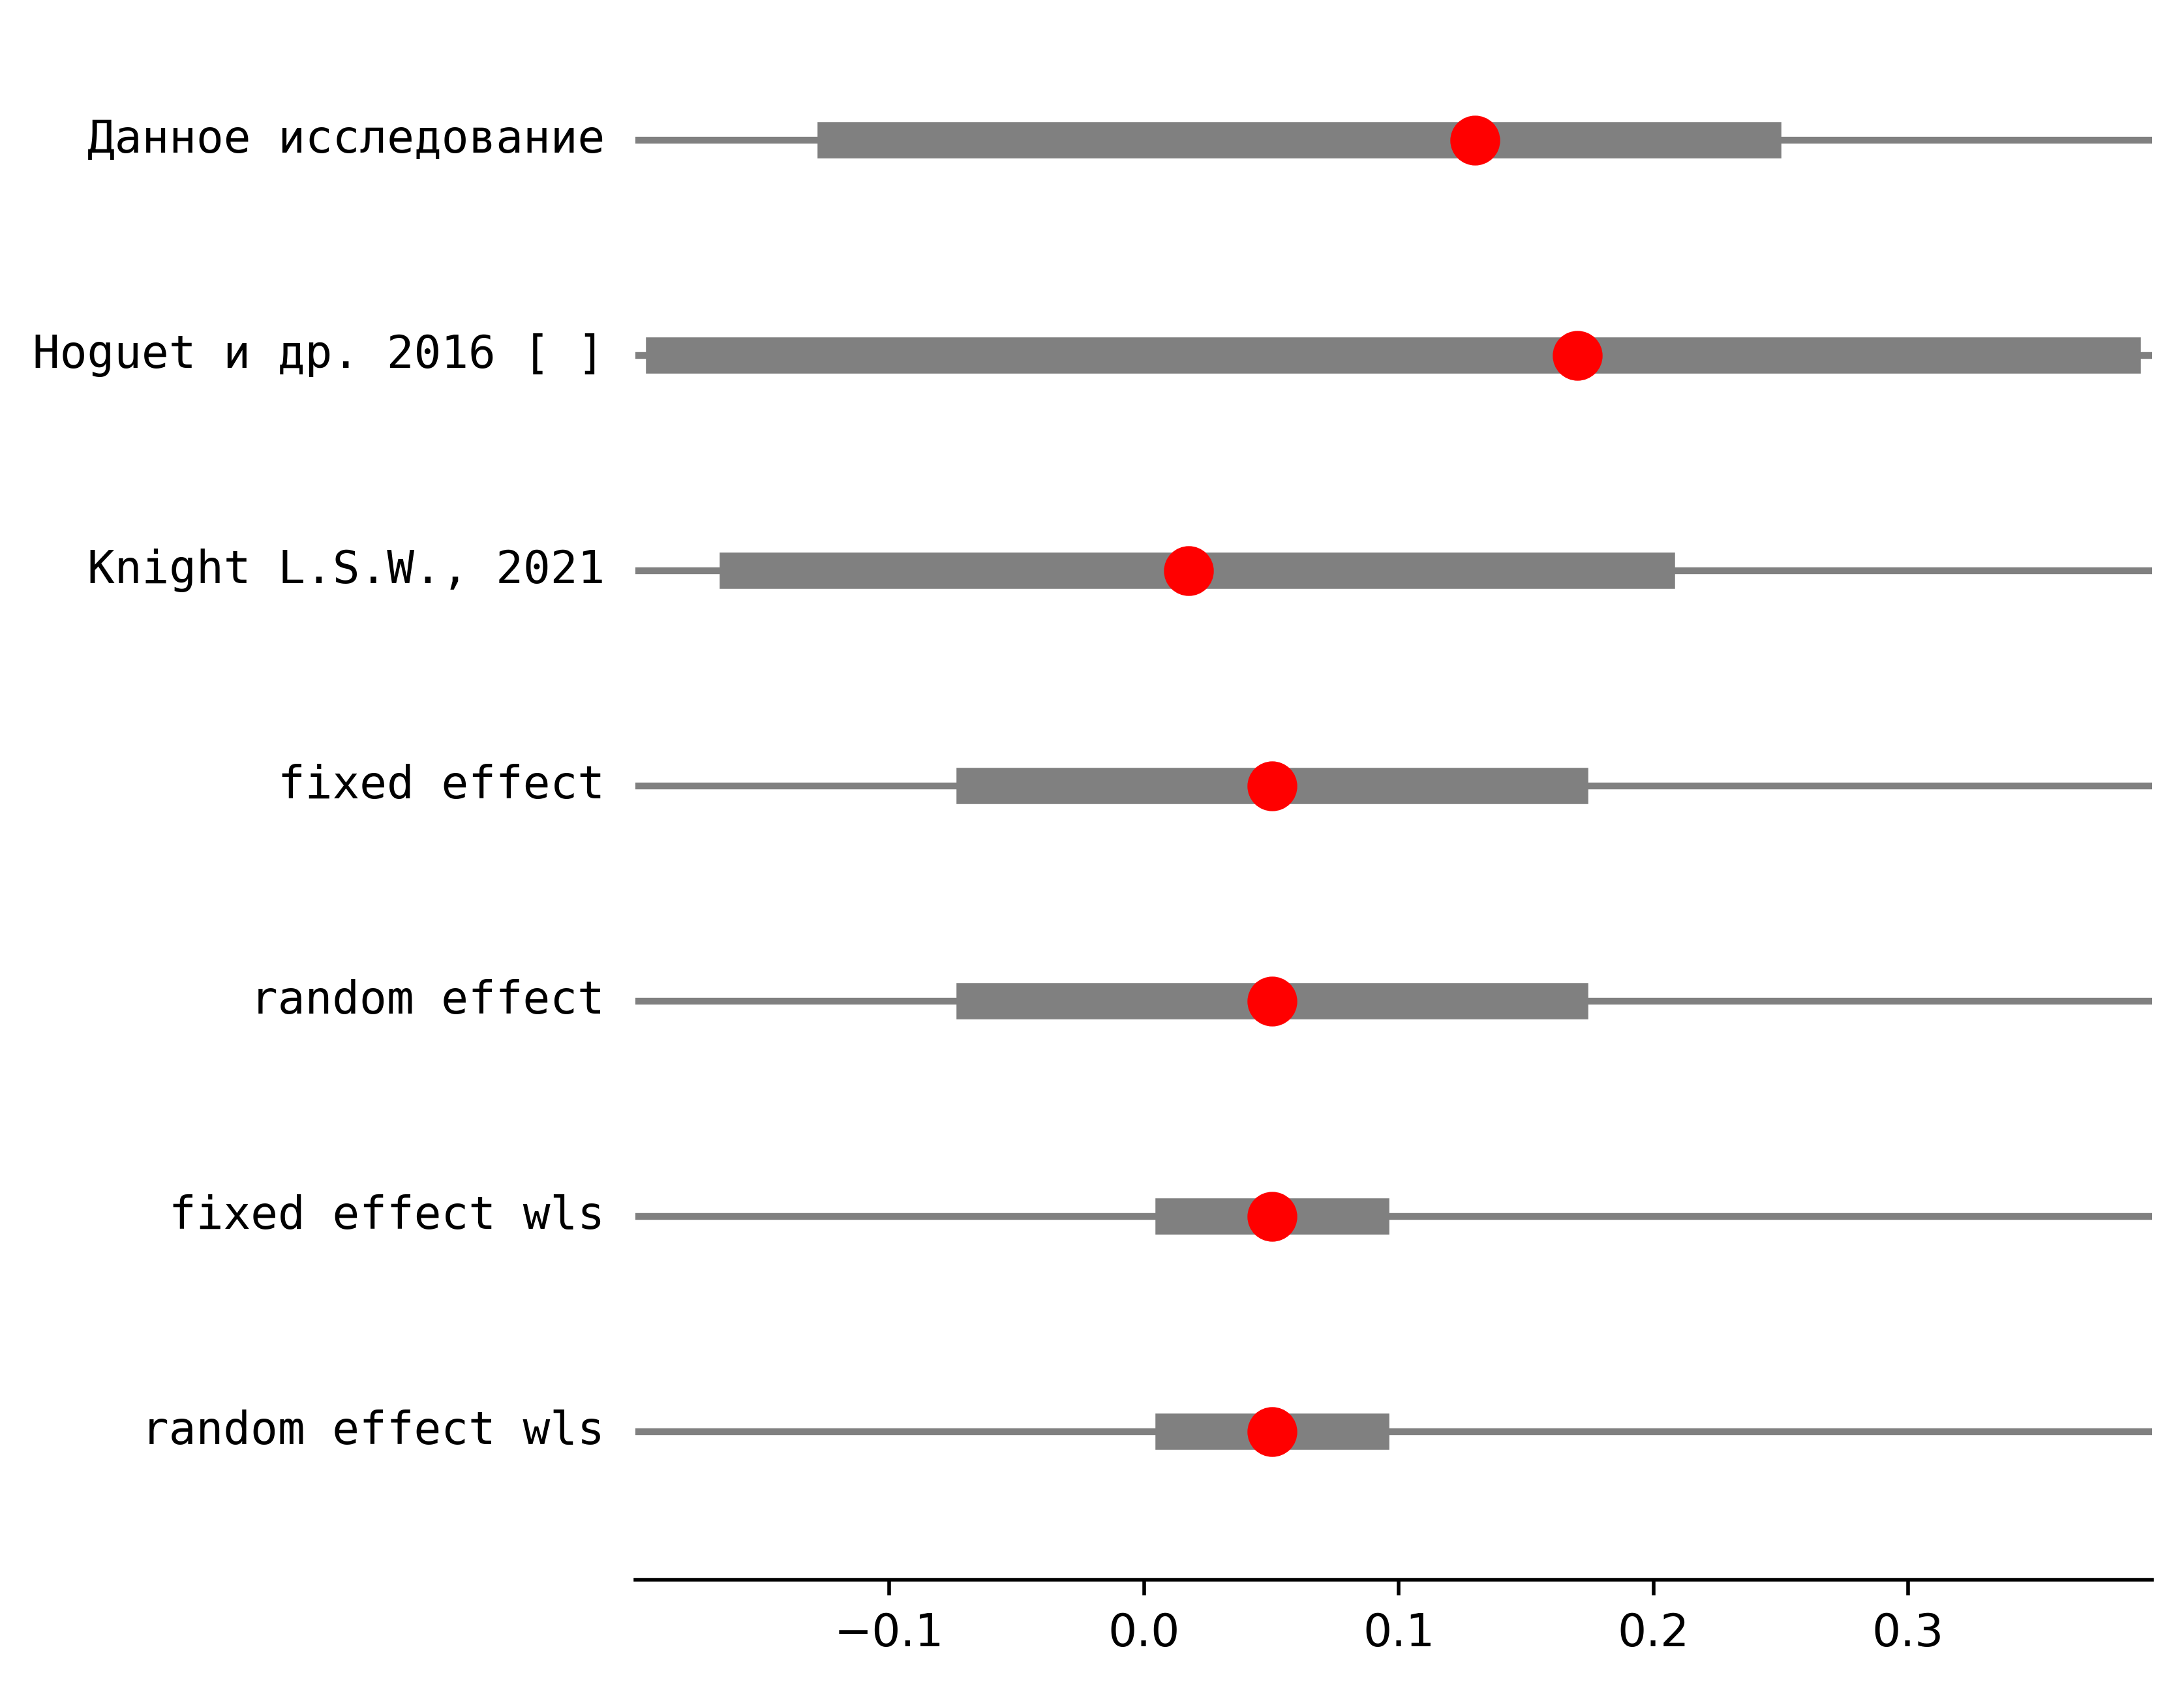 Данное исследование
Hoguet и др. 2016 [ ]
Knight L.S.W., 2021
fixed effect
random effect
fixed effect wls
random effect wls
−0.1 0.0 0.1 0.2 0.3